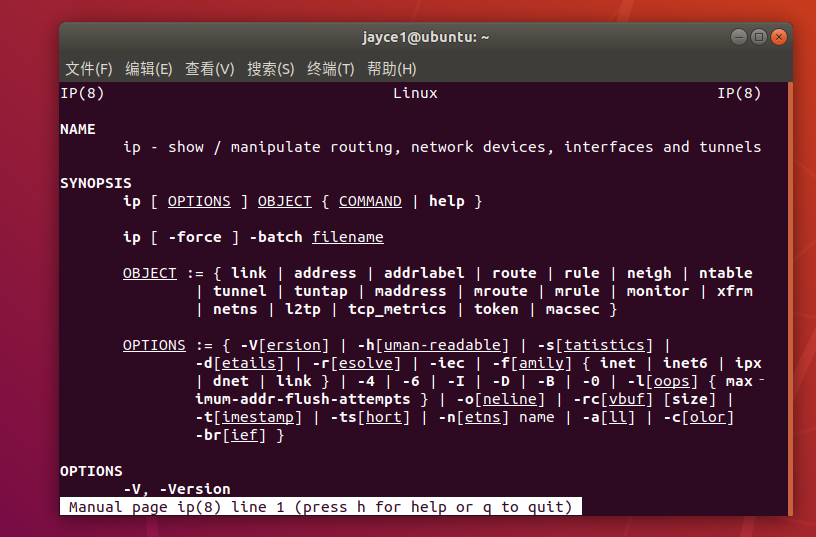 jayce1@ubuntu: ~
文件(F) 编辑(E) 查看(V) 搜索(S) 终端(T) 帮助(H)
IP(8) Linux IP(8)
NAME
ip - show / manipulate routing, network devices, interfaces and tunnels
SYNOPSIS
ip [ OPTIONS ] OBJECT { COMMAND | help }
ip [ -force ] -batch filename
OBJECT := { link | address | addrlabel | route | rule | neigh | ntable
| tunnel | tuntap | maddress | mroute | mrule | monitor | xfrm
| netns | l2tp | tcp_metrics | token | macsec }
OPTIONS := { -V[ersion] | -h[uman-readable] | -s[tatistics] |
-d[etails] | -r[esolve] | -iec | -f[amily] { inet | inet6 | ipx
| dnet | link } | -4 | -6 | -I | -D | -B | -0 | -l[oops] { max‐
imum-addr-flush-attempts } | -o[neline] | -rc[vbuf] [size] |
-t[imestamp] | -ts[hort] | -n[etns] name | -a[ll] | -c[olor]
-br[ief] }
OPTIONS
-V, -Version
Manual page ip(8) line 1 (press h for help or q to quit)